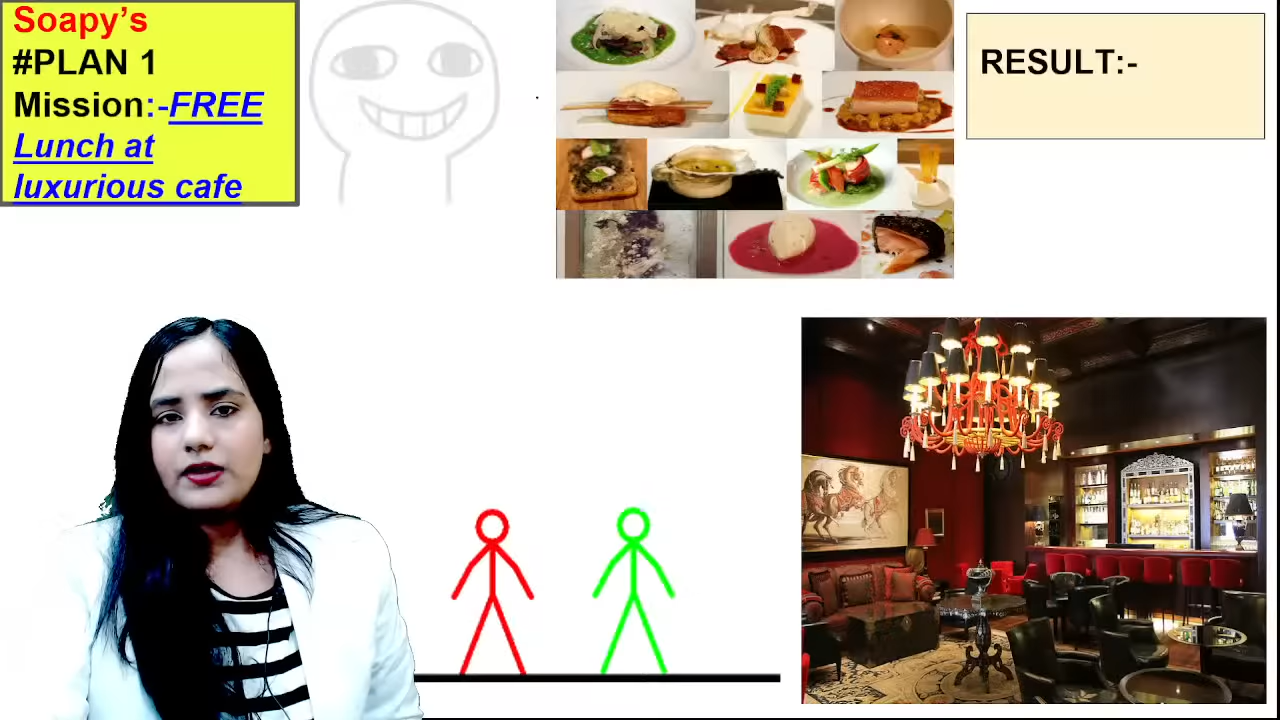 Soapy’s
#PLAN 1
Mission:-FREE
Lunch at
luxurious cafe
RESULT:-